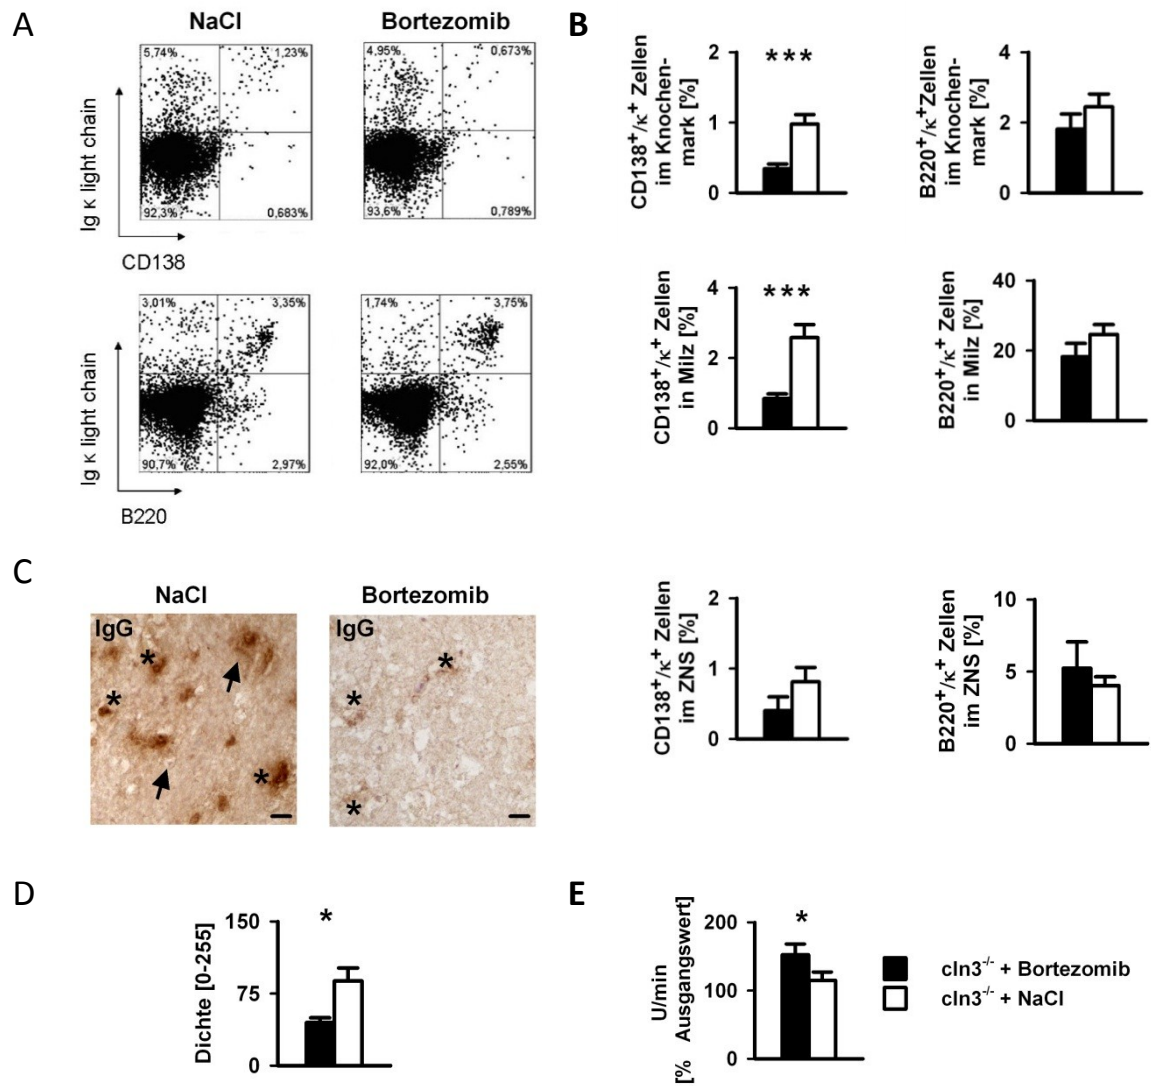 A
NaCl
Bortezomib
5,74%
1,23%
92,3%
0,683%
4,95%
0,673%
93,6%
0,789%
Ig κ light chain
CD138
3,01%
3,35%
90,7%
2,97%
1,74%
3,75%
92,0%
2,55%
Ig κ light chain
B220
B
CD138+/κ+ Zellen
im Knochen-
mark [%]
2
1
0
***
B220+/κ+Zellen
im Knochen-
mark [%]
4
2
0
CD138+/κ+ Zellen
in Milz [%]
4
2
0
***
B220+/κ+ Zellen
in Milz [%]
40
20
0
CD138+/κ+ Zellen
im ZNS [%]
2
1
0
B220+/κ+ Zellen
im ZNS [%]
10
5
0
C
NaCl
Bortezomib
IgG
*
*
*
IgG
*
*
*
D
Dichte [0-255]
150
75
0
*
E
U/min
[% Ausgangswert]
200
100
0
*
cln3-/- + Bortezomib
cln3-/- + NaCl